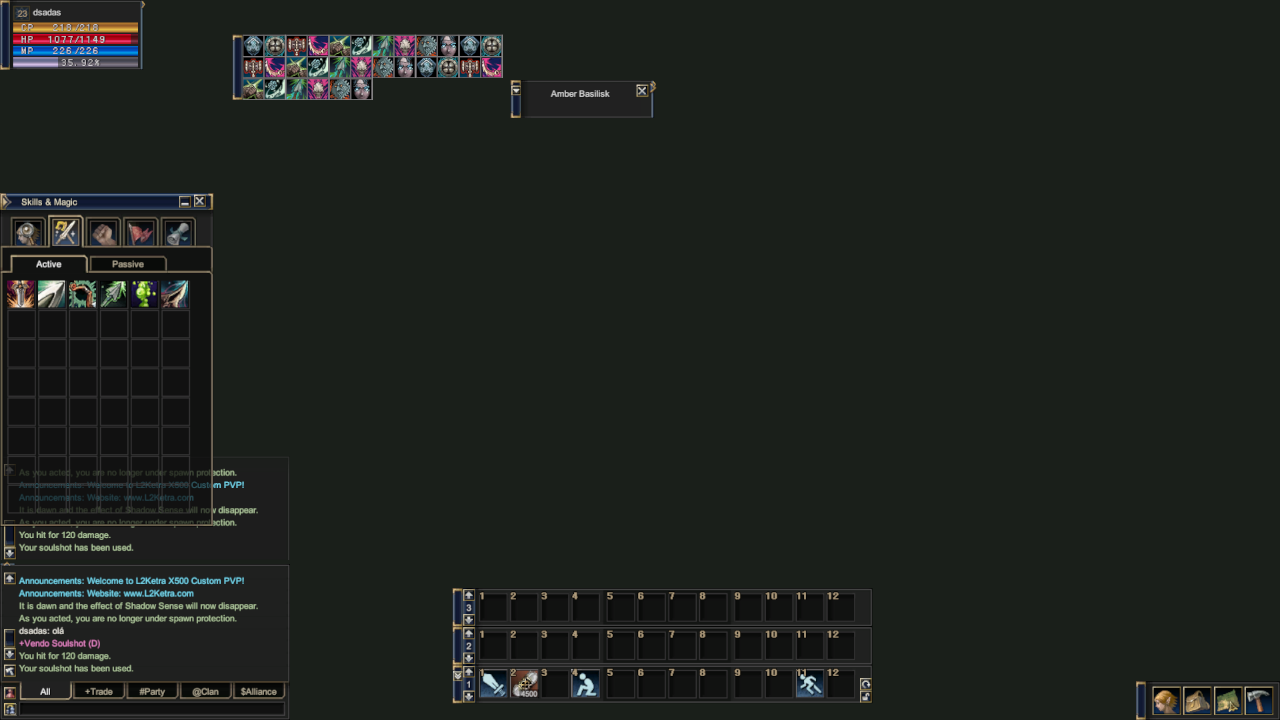 23 dsadas
CP 218/218
HP 1077/1149
MP 226/226
35.92%
Amber Basilisk
Skills & Magic
Active Passive
As you acted, you are no longer under spawn protection.
Announcements: Welcome to L2Ketra X500 Custom PVP!
Announcements: Website: www.L2Ketra.com
It is dawn and the effect of Shadow Sense will now disappear.
As you acted, you are no longer under spawn protection.
You hit for 120 damage.
Your soulshot has been used.
Announcements: Welcome to L2Ketra X500 Custom PVP!
Announcements: Website: www.L2Ketra.com
It is dawn and the effect of Shadow Sense will now disappear.
As you acted, you are no longer under spawn protection.
dsadas: olá
+Vendo Soulshot (D)
You hit for 120 damage.
Your soulshot has been used.
All +Trade #Party @Clan $Alliance
3 1 2 3 4 5 6 7 8 9 10 11 12
2 1 2 3 4 5 6 7 8 9 10 11 12
1 1 2 3 4 5 6 7 8 9 10 11 12
4500